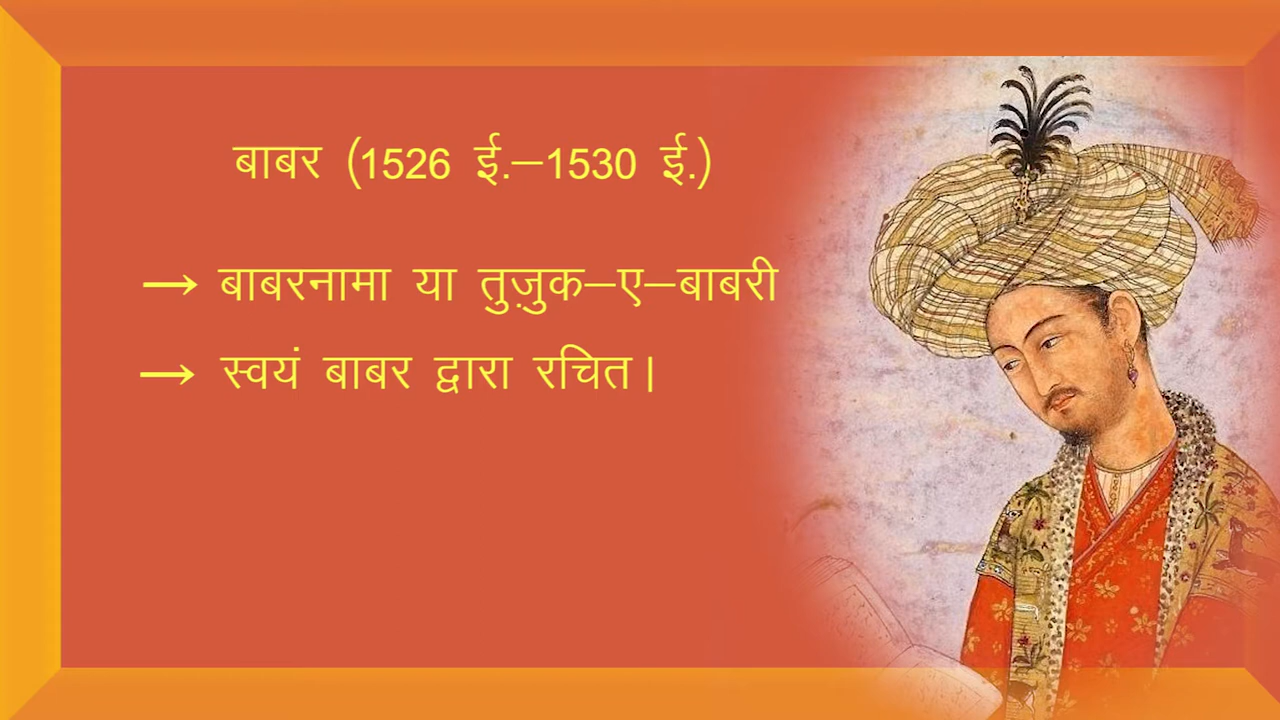 बाबर (1526 ई.–1530 ई.)
→ बाबरनामा या तुज़ुक–ए–बाबरी
→ स्वयं बाबर द्वारा रचित।